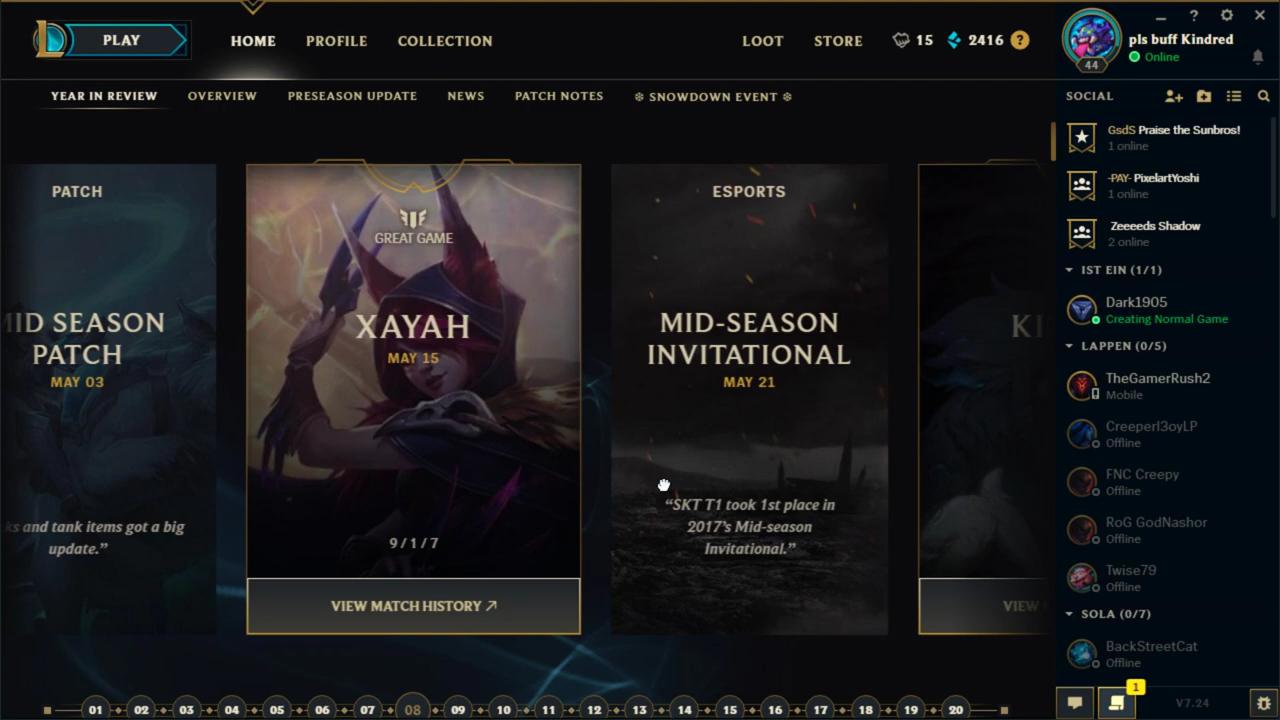 PLAY
HOME
PROFILE
COLLECTION
LOOT
STORE
15
2416
?
?
pls buff Kindred
Online
44
YEAR IN REVIEW
OVERVIEW
PRESEASON UPDATE
NEWS
PATCH NOTES
❄ SNOWDOWN EVENT ❄
PATCH
MID SEASON
PATCH
MAY 03
ks and tank items got a big
update.”
GREAT GAME
XAYAH
MAY 15
9/1/7
VIEW MATCH HISTORY
ESPORTS
MID-SEASON
INVITATIONAL
MAY 21
“SKT T1 took 1st place in
2017’s Mid-season
Invitational.”
KI
VIEW
01 02 03 04 05 06 07 08 09 10 11 12 13 14 15 16 17 18 19 20
SOCIAL
GsdS Praise the Sunbros!
1 online
-PAY- PixelartYoshi
1 online
Zeeeeds Shadow
2 online
IST EIN (1/1)
Dark1905
Creating Normal Game
LAPPEN (0/5)
TheGamerRush2
Mobile
Creeperl3oyLP
Offline
FNC Creepy
Offline
RoG GodNashor
Offline
Twise79
Offline
SOLA (0/7)
BackStreetCat
Offline
1
V7.24